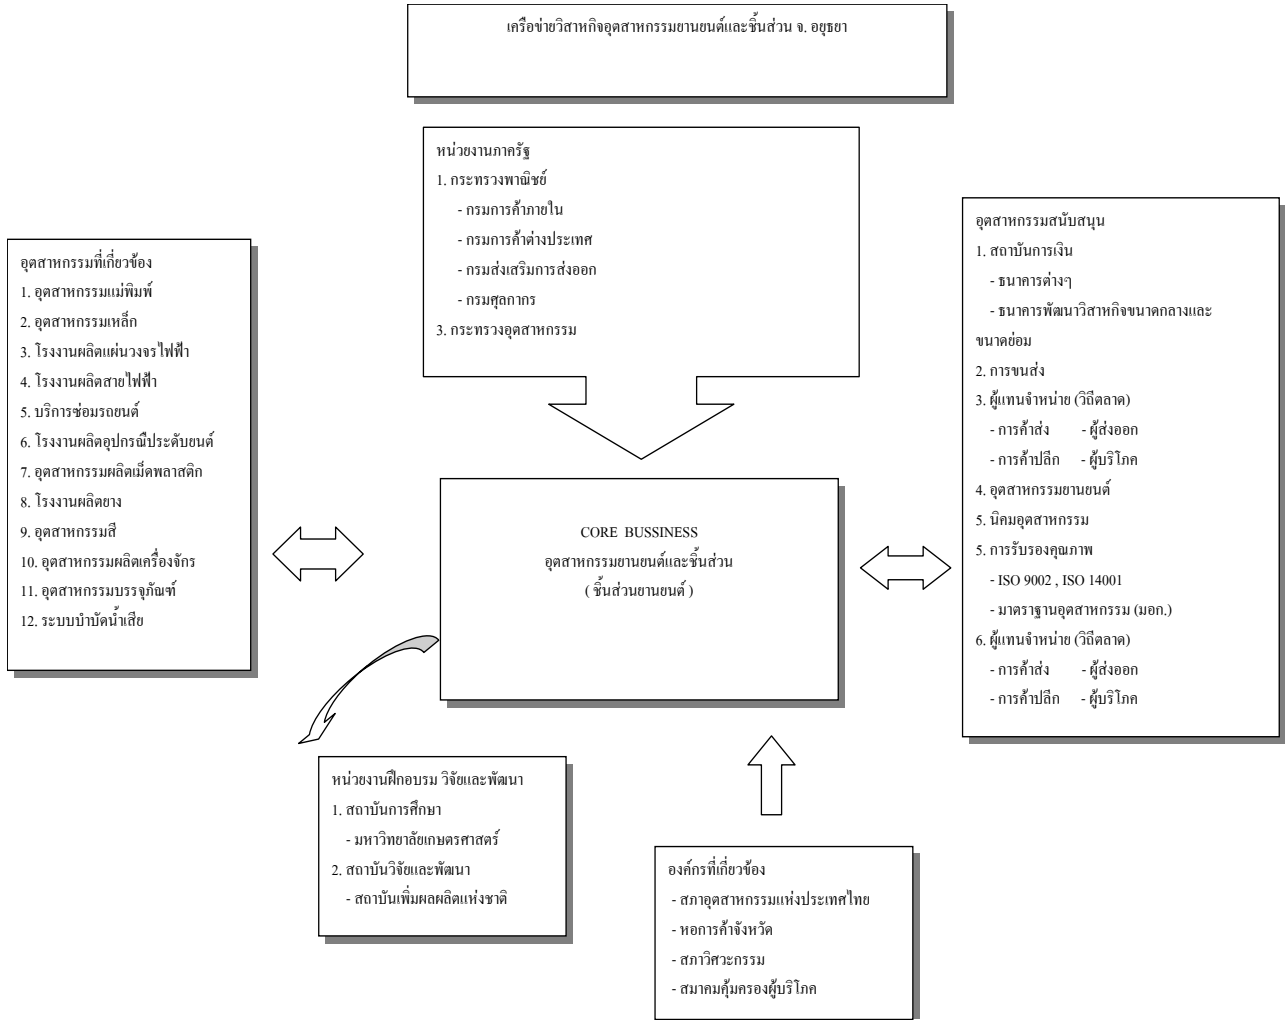 เครือข่ายวิสาหกิจอุตสาหกรรมยานยนต์และชิ้นส่วน จ. อยุธยา
หน่วยงานภาครัฐ
1. กระทรวงพาณิชย์
- กรมการค้าภายใน
- กรมการค้าต่างประเทศ
- กรมส่งเสริมการส่งออก
- กรมศุลกากร
3. กระทรวงอุตสาหกรรม
อุตสาหกรรมที่เกี่ยวข้อง
1. อุตสาหกรรมแม่พิมพ์
2. อุตสาหกรรมเหล็ก
3. โรงงานผลิตแผ่นวงจรไฟฟ้า
4. โรงงานผลิตสายไฟฟ้า
5. บริการซ่อมรถยนต์
6. โรงงานผลิตอุปกรณ์ประดับยนต์
7. อุตสาหกรรมผลิตเม็ดพลาสติก
8. โรงงานผลิตยาง
9. อุตสาหกรรมสี
10. อุตสาหกรรมผลิตเครื่องจักร
11. อุตสาหกรรมบรรจุภัณฑ์
12. ระบบบำบัดน้ำเสีย
CORE BUSSINESS
อุตสาหกรรมยานยนต์และชิ้นส่วน
( ชิ้นส่วนยานยนต์ )
อุตสาหกรรมสนับสนุน
1. สถาบันการเงิน
- ธนาคารต่างๆ
- ธนาคารพัฒนาวิสาหกิจขนาดกลางและ
ขนาดย่อม
2. การขนส่ง
3. ผู้แทนจำหน่าย (วิถีตลาด)
- การค้าส่ง - ผู้ส่งออก
- การค้าปลีก - ผู้บริโภค
4. อุตสาหกรรมยานยนต์
5. นิคมอุตสาหกรรม
5. การรับรองคุณภาพ
- ISO 9002 , ISO 14001
- มาตราฐานอุตสาหกรรม (มอก.)
6. ผู้แทนจำหน่าย (วิถีตลาด)
- การค้าส่ง - ผู้ส่งออก
- การค้าปลีก - ผู้บริโภค
หน่วยงานฝึกอบรม วิจัยและพัฒนา
1. สถาบันการศึกษา
- มหาวิทยาลัยเกษตรศาสตร์
2. สถาบันวิจัยและพัฒนา
- สถาบันเพิ่มผลผลิตแห่งชาติ
องค์กรที่เกี่ยวข้อง
- สภาอุตสาหกรรมแห่งประเทศไทย
- หอการค้าจังหวัด
- สภาวิศวะกรรม
- สมาคมคุ้มครองผู้บริโภค